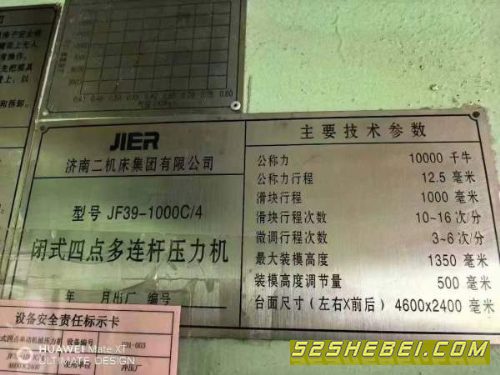 JIER
济南二机床集团有限公司
型号 JF39-1000C/4
闭式四点多连杆压力机
年 月出厂 编号
主要技术参数
公称力 10000 千牛
公称力行程 12.5 毫米
滑块行程 1000 毫米
滑块行程次数 10-16 次/分
微调行程次数 3-6 次/分
最大装模高度 1350 毫米
装模高度调节量 500 毫米
台面尺寸(左右X前后) 4600x2400 毫米
设备安全责任标示卡
HUAWEI Mate XT
ULTIMATE DESIGN
52SHEBEI.COM